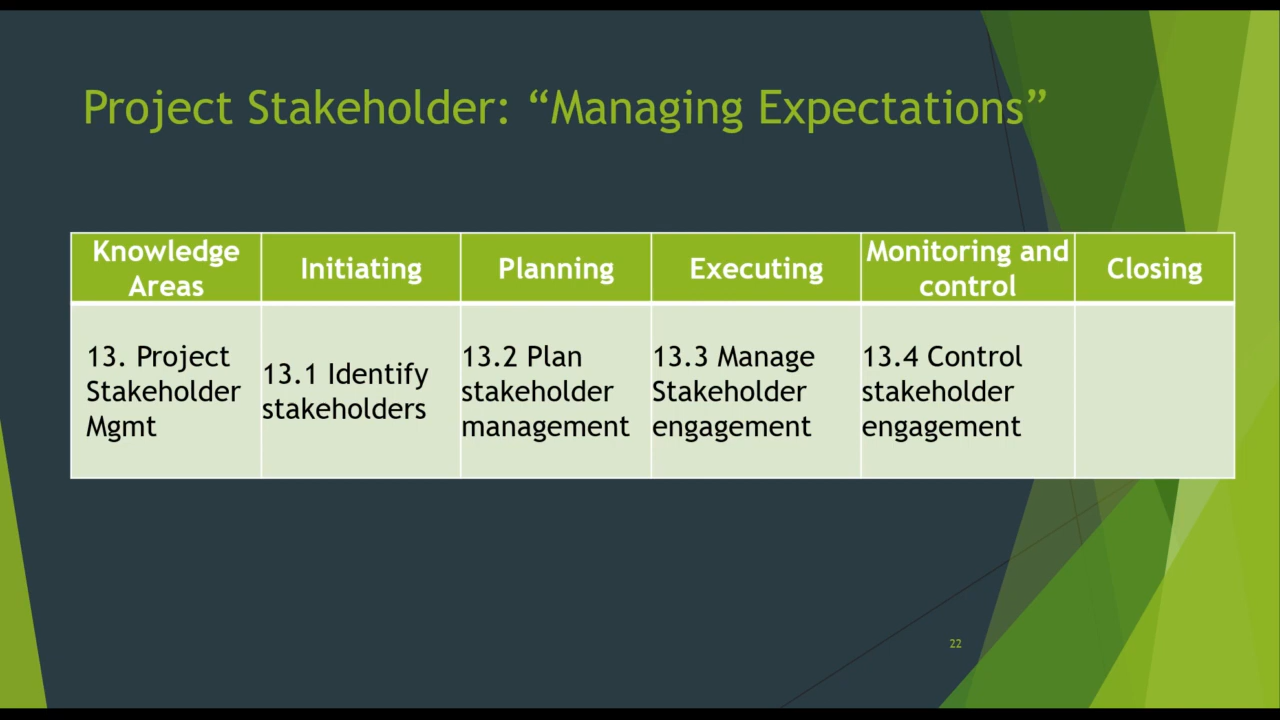 Project Stakeholder: “Managing Expectations”
Knowledge
Areas
Initiating
Planning
Executing
Monitoring and
control
Closing
13. Project
Stakeholder
Mgmt
13.1 Identify
stakeholders
13.2 Plan
stakeholder
management
13.3 Manage
Stakeholder
engagement
13.4 Control
stakeholder
engagement
22